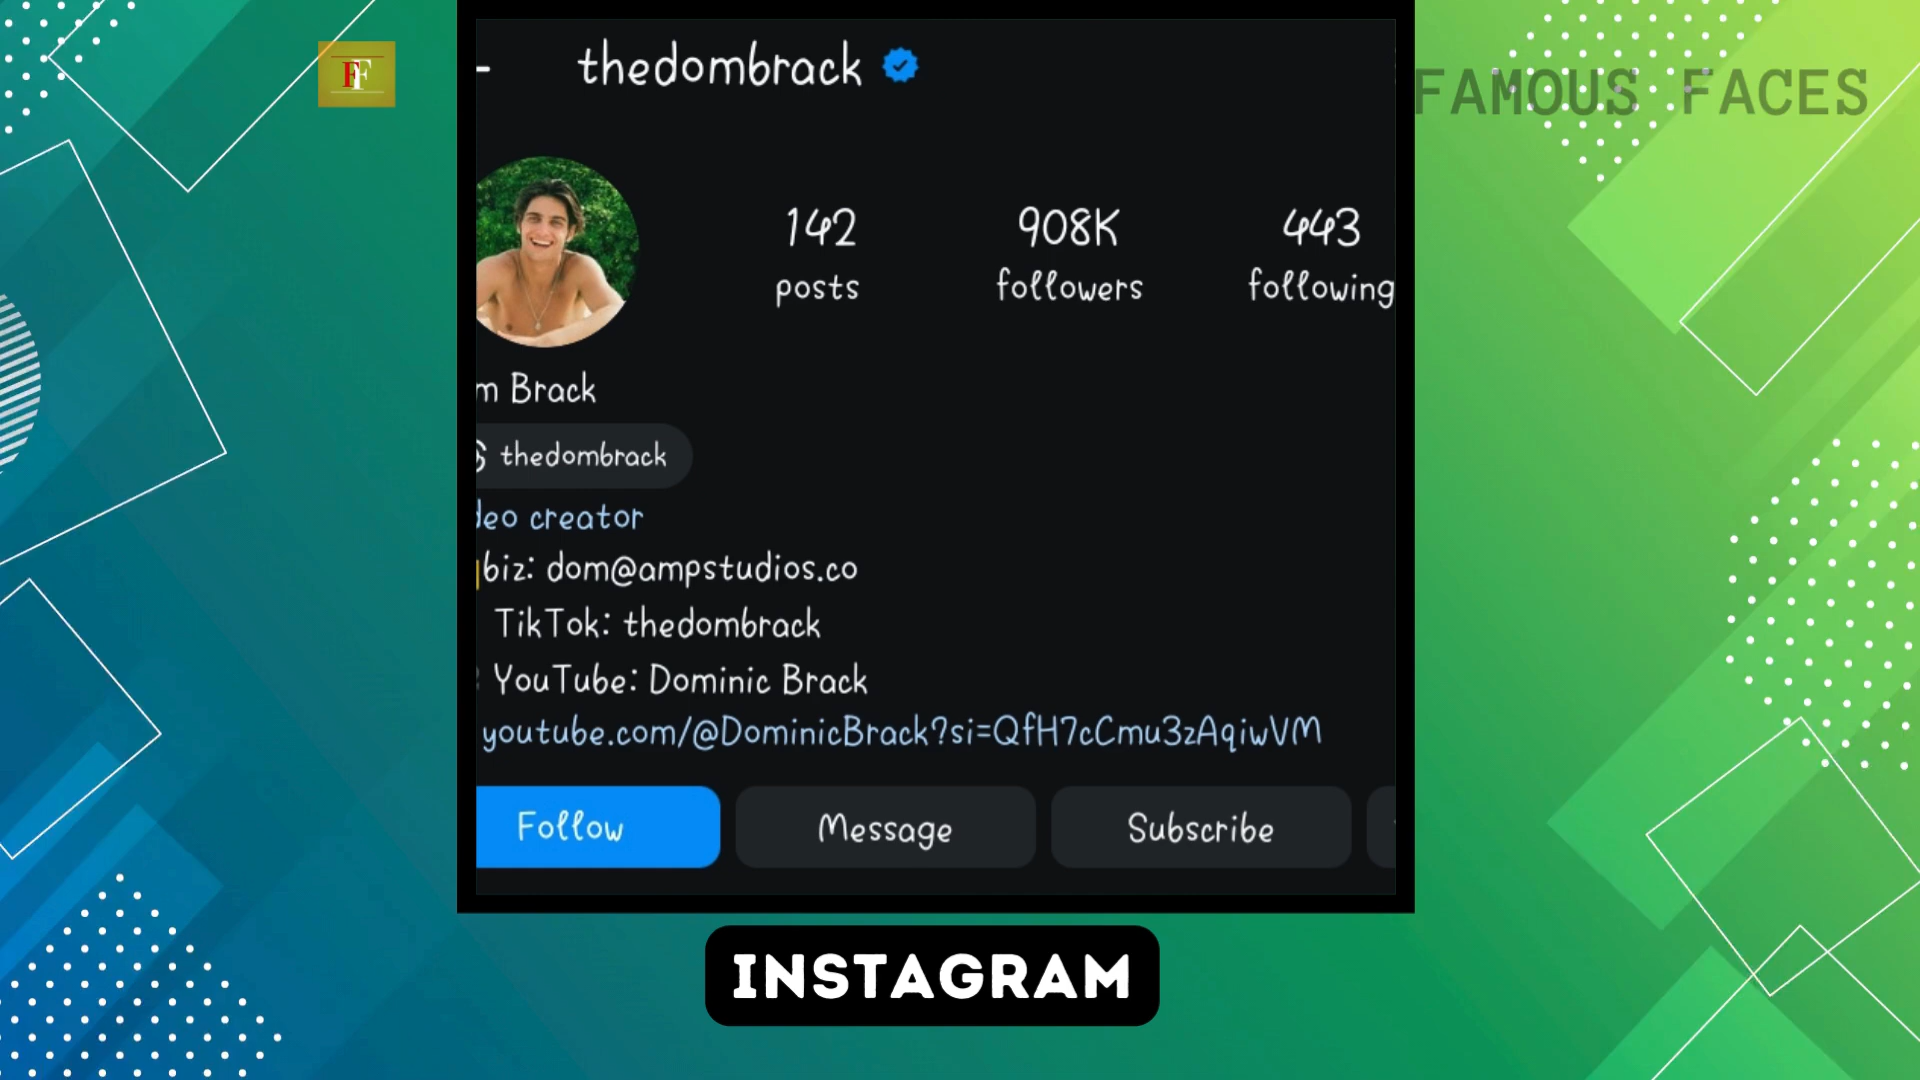 thedombrack
FF
FAMOUS FACES
142 908K 443
posts followers following
m Brack
thedombrack
deo creator
biz: dom@ampstudios.co
TikTok: thedombrack
YouTube: Dominic Brack
youtube.com/@DominicBrack?si=QfH7cCmu3zAqiwVM
Follow Message Subscribe
INSTAGRAM